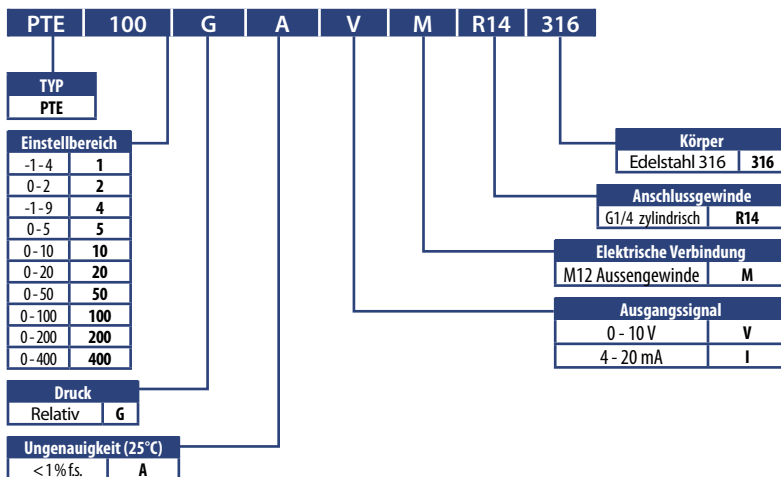 PTE 100 G A V M R14 316
TYP
PTE
Einstellbereich
-1 - 4 1
0 - 2 2
-1 - 9 4
0 - 5 5
0 - 10 10
0 - 20 20
0 - 50 50
0 - 100 100
0 - 200 200
0 - 400 400
Druck
Relativ G
Ungenauigkeit (25°C)
< 1 % f.s. A
Körper
Edelstahl 316 316
Anschlussgewinde
G1/4 zylindrisch R14
Elektrische Verbindung
M12 Aussengewinde M
Ausgangssignal
0 - 10 V V
4 - 20 mA I